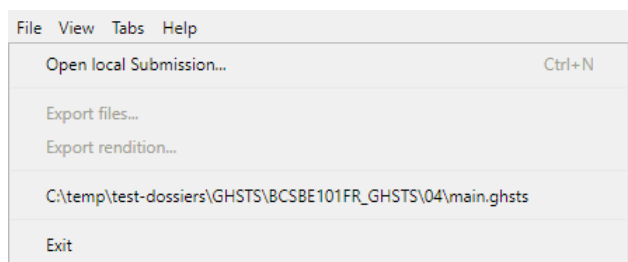 File View Tabs Help
Open local Submission... Ctrl+N
Export files...
Export rendition...
C:\temp\test-dossiers\GHSTS\BCSBE101FR_GHSTS\04\main.ghsts
Exit